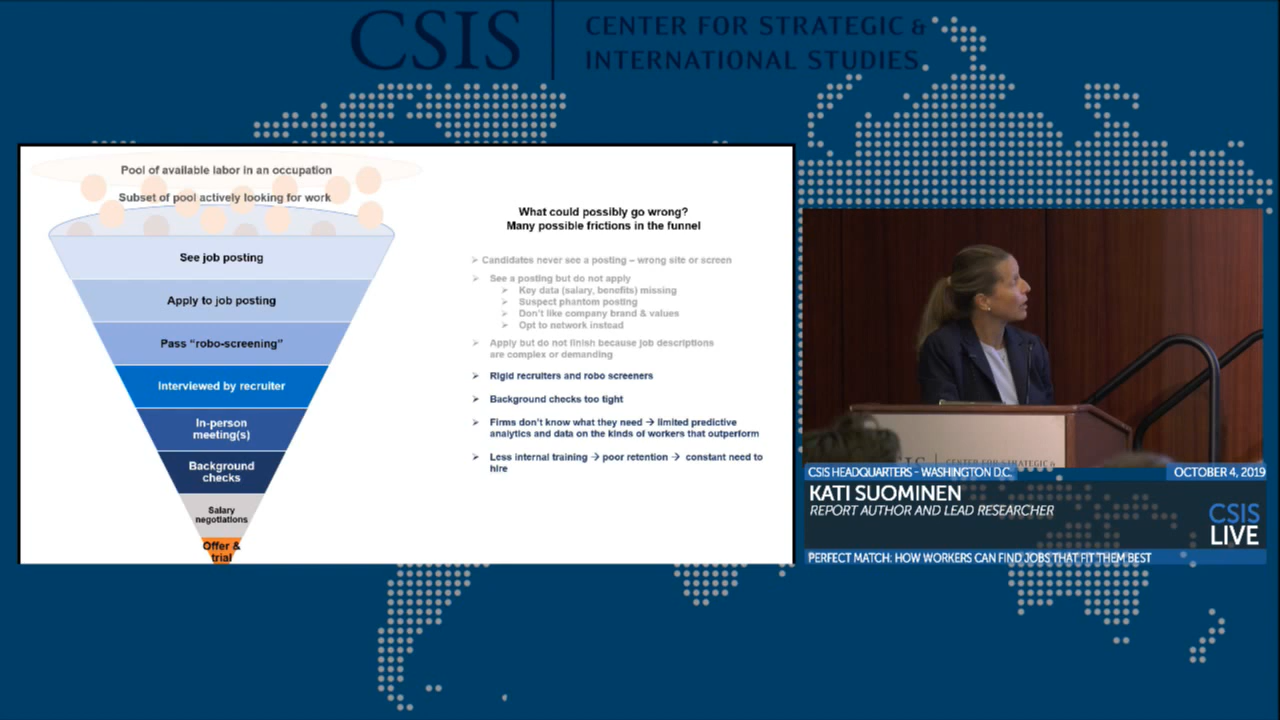 CSIS
CENTER FOR STRATEGIC &
INTERNATIONAL STUDIES
Pool of available labor in an occupation
Subset of pool actively looking for work
See job posting
Apply to job posting
Pass “robo-screening”
Interviewed by recruiter
In-person
meeting(s)
Background
checks
Salary
negotiations
Offer &
trial
What could possibly go wrong?
Many possible frictions in the funnel
➢ Candidates never see a posting – wrong site or screen
➢ See a posting but do not apply
➢ Key data (salary, benefits) missing
➢ Suspect phantom posting
➢ Don't like company brand & values
➢ Opt to network instead
➢ Apply but do not finish because job descriptions
are complex or demanding
➢ Rigid recruiters and robo screeners
➢ Background checks too tight
➢ Firms don't know what they need → limited predictive
analytics and data on the kinds of workers that outperform
➢ Less internal training → poor retention → constant need to
hire
CSIS HEADQUARTERS - WASHINGTON D.C.
OCTOBER 4, 2019
KATI SUOMINEN
REPORT AUTHOR AND LEAD RESEARCHER
CSIS
LIVE
PERFECT MATCH: HOW WORKERS CAN FIND JOBS THAT FIT THEM BEST